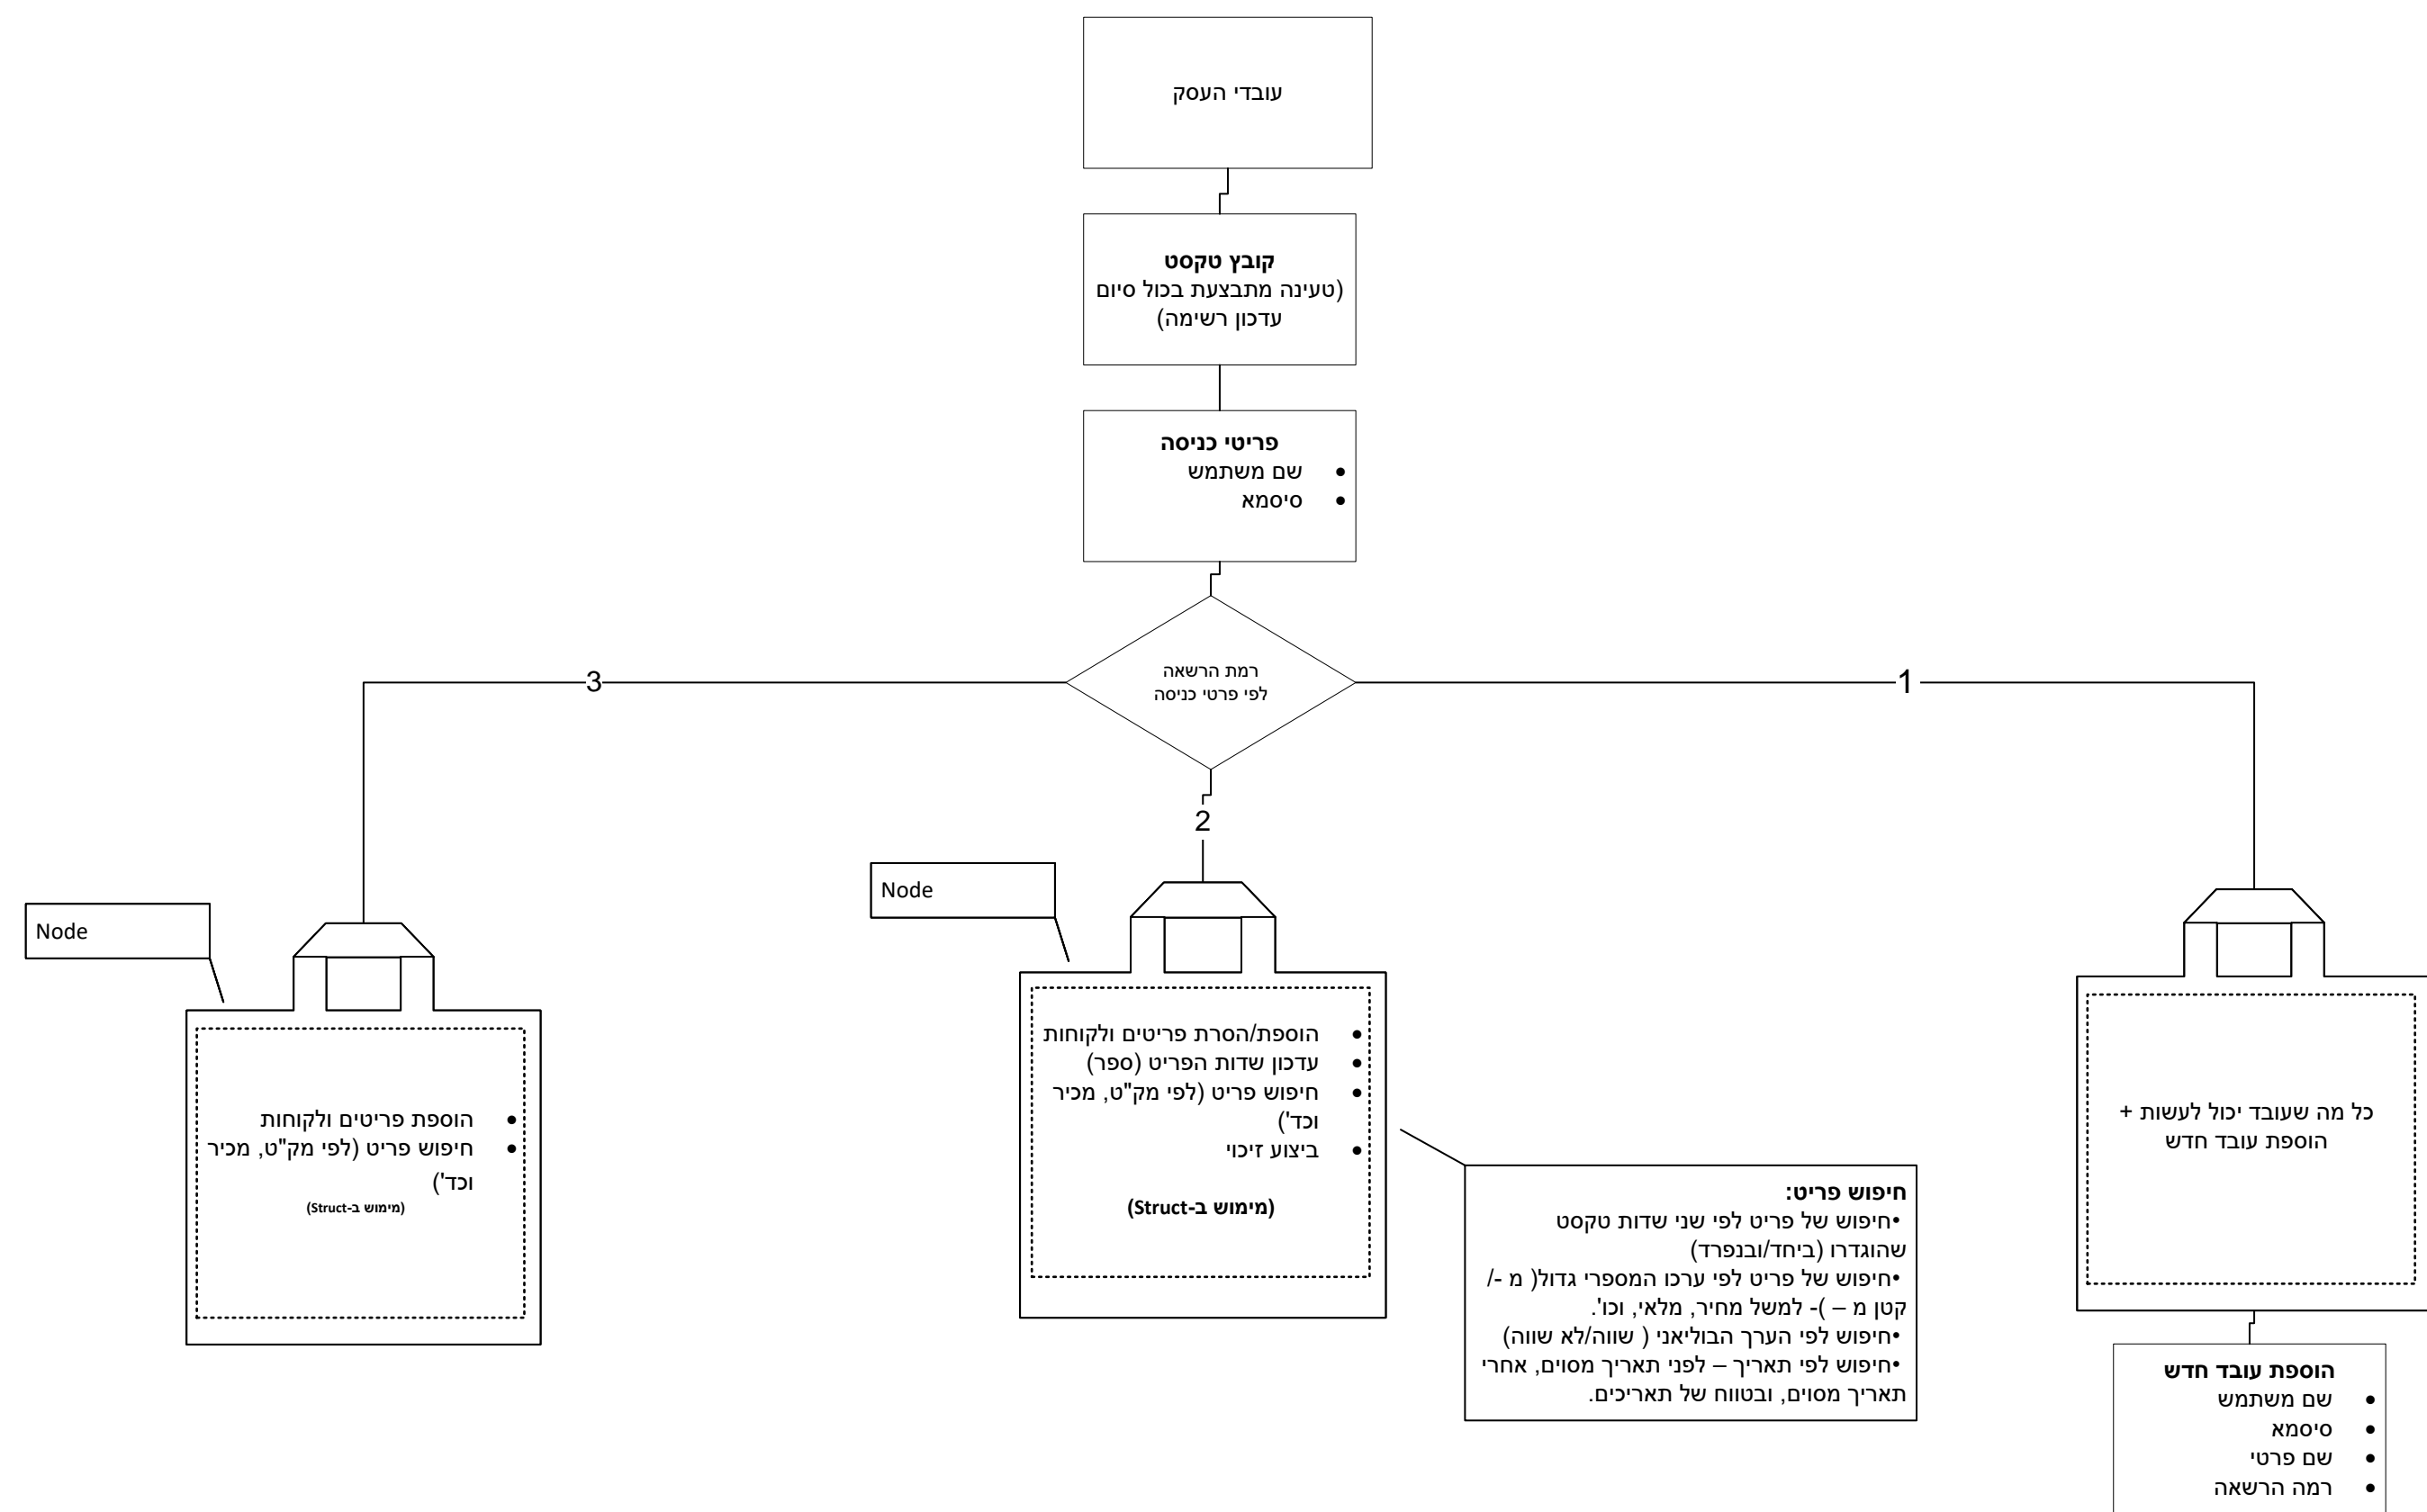 עובדי העסק
קובץ טקסט
(טעינה מתבצעת בכול סיום
עדכון רשימה)
פריטי כניסה
• שם משתמש
• סיסמא
רמת הרשאה
לפי פרטי כניסה
1
2
3
כל מה שעובד יכול לעשות +
הוספת עובד חדש
הוספת עובד חדש
• שם משתמש
• סיסמא
• שם פרטי
• רמה הרשאה
Node
• הוספת/הסרת פריטים ולקוחות
• עדכון שדות הפריט (ספר)
• חיפוש פריט (לפי מק"ט, מכיר
וכד')
• ביצוע זיכוי
(מימוש ב-Struct)
חיפוש פריט:
•חיפוש של פריט לפי שני שדות טקסט
שהוגדרו (ביחד/ובנפרד)
•חיפוש של פריט לפי ערכו המספרי גדול( מ -/
קטן מ – )- למשל מחיר, מלאי, וכו'.
•חיפוש לפי הערך הבוליאני ( שווה/לא שווה)
•חיפוש לפי תאריך – לפני תאריך מסוים, אחרי
תאריך מסוים, ובטווח של תאריכים.
Node
• הוספת פריטים ולקוחות
• חיפוש פריט (לפי מק"ט, מכיר
וכד')
(מימוש ב-Struct)